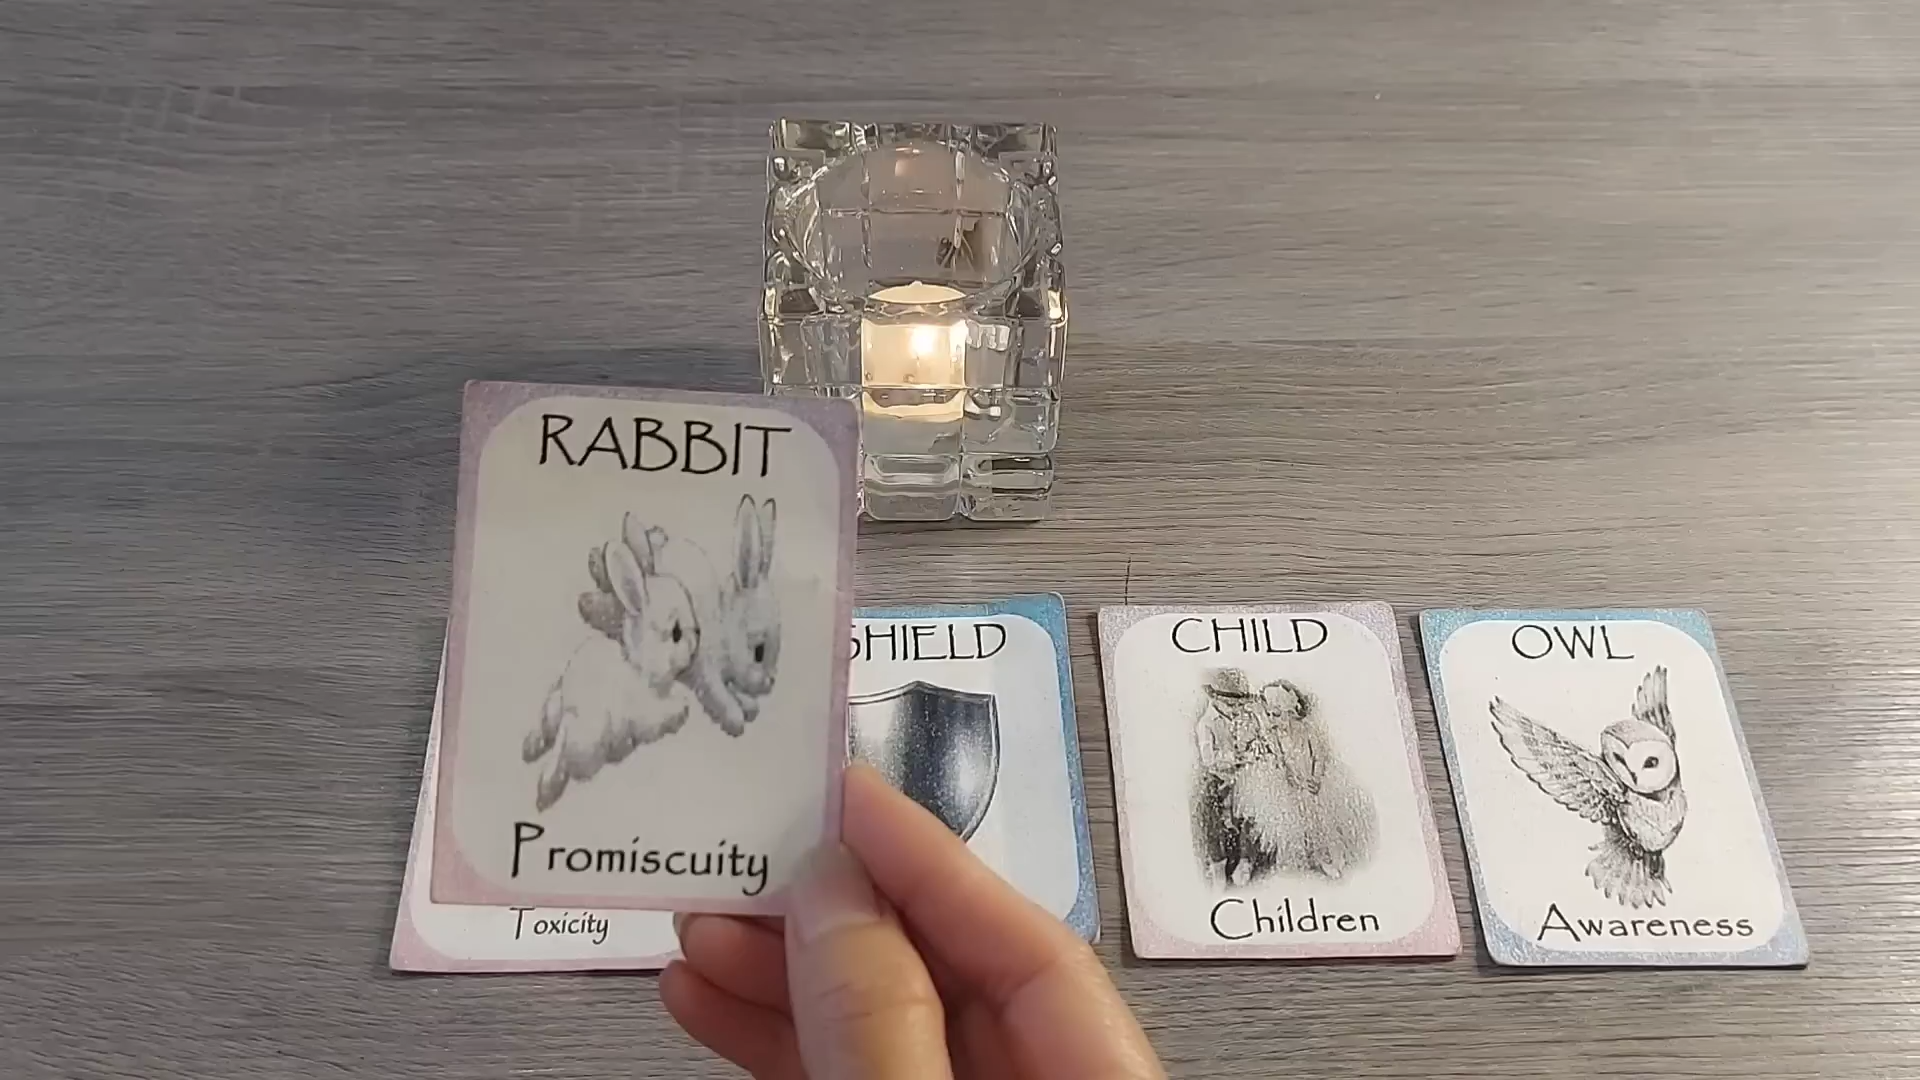 RABBIT
Promiscuity
Toxicity
SHIELD
CHILD
Children
OWL
Awareness